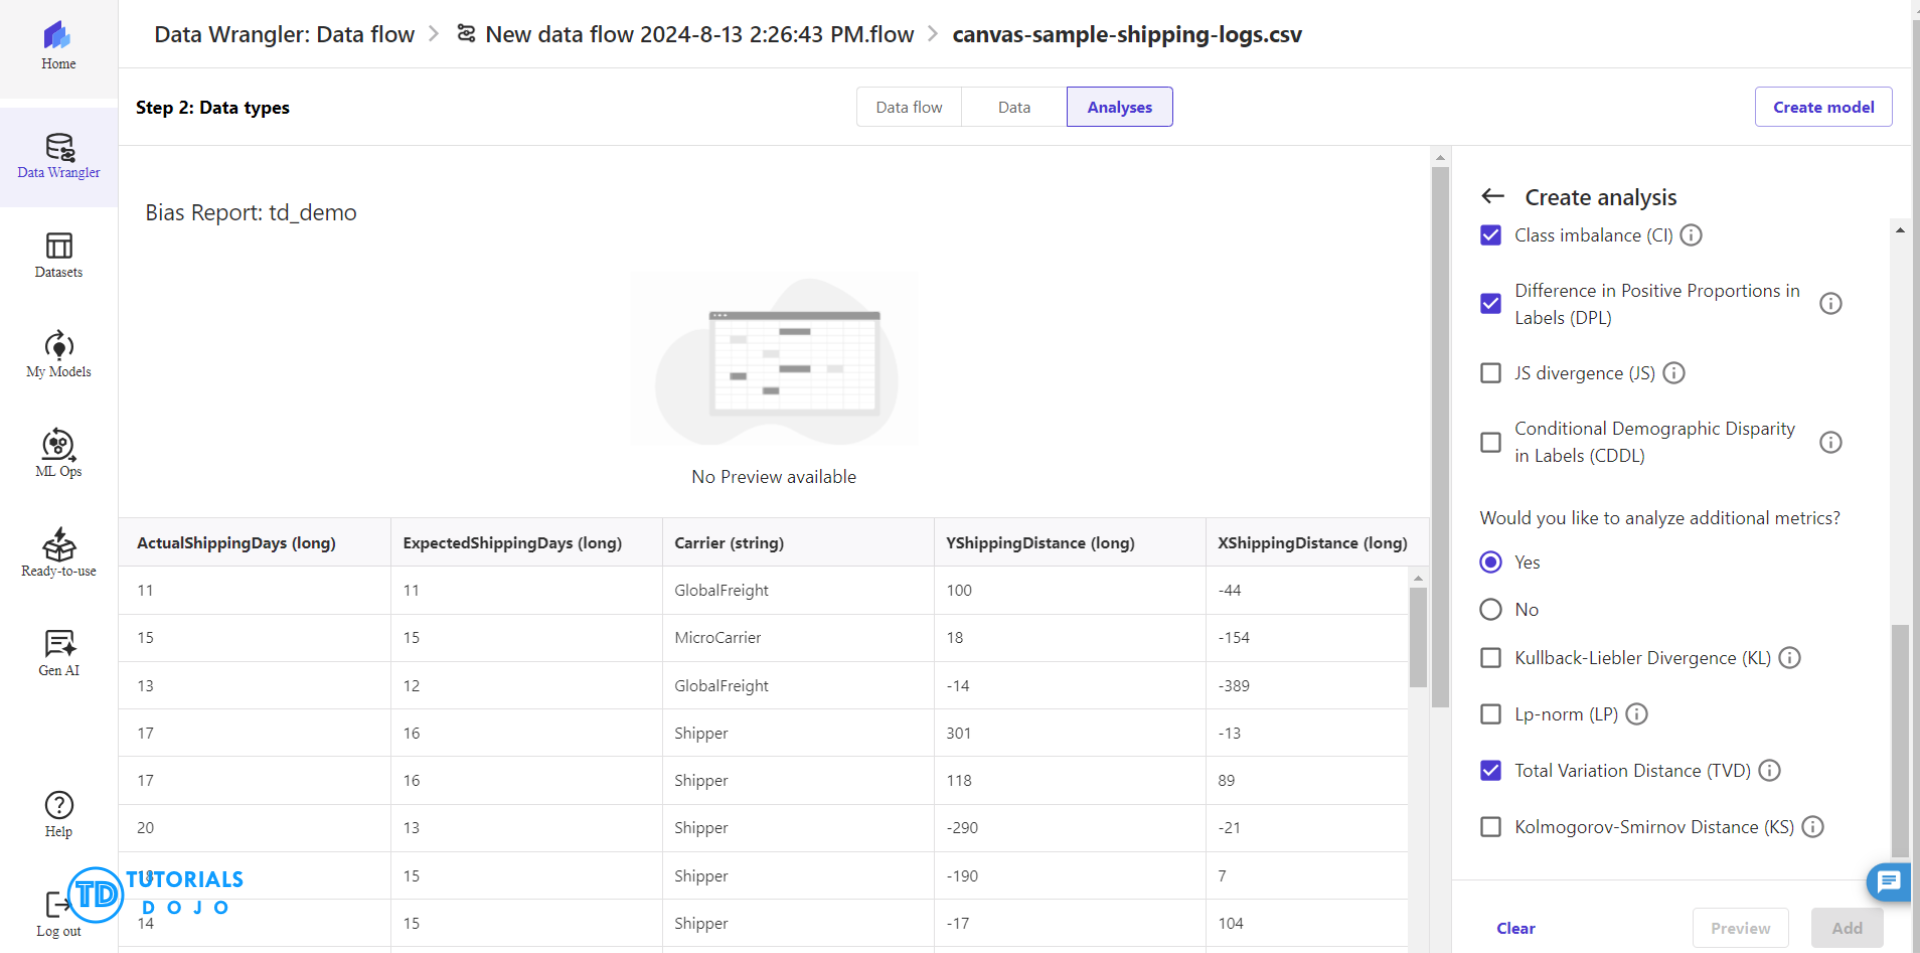 Home
Data Wrangler: Data flow > New data flow 2024-8-13 2:26:43 PM.flow > canvas-sample-shipping-logs.csv
Step 2: Data types
Data flow Data Analyses
Create model
Data Wrangler
Datasets
My Models
ML Ops
Ready-to-use
Gen AI
Help
Log out
Bias Report: td_demo
No Preview available
ActualShippingDays (long) ExpectedShippingDays (long) Carrier (string) YShippingDistance (long) XShippingDistance (long)
11 11 GlobalFreight 100 -44
15 15 MicroCarrier 18 -154
13 12 GlobalFreight -14 -389
17 16 Shipper 301 -13
17 16 Shipper 118 89
20 13 Shipper -290 -21
15 Shipper -190 7
14 15 Shipper -17 104
TD TUTORIALS
DOJO
Create analysis
Class imbalance (CI)
Difference in Positive Proportions in
Labels (DPL)
JS divergence (JS)
Conditional Demographic Disparity
in Labels (CDDL)
Would you like to analyze additional metrics?
Yes
No
Kullback-Liebler Divergence (KL)
Lp-norm (LP)
Total Variation Distance (TVD)
Kolmogorov-Smirnov Distance (KS)
Clear Preview Add